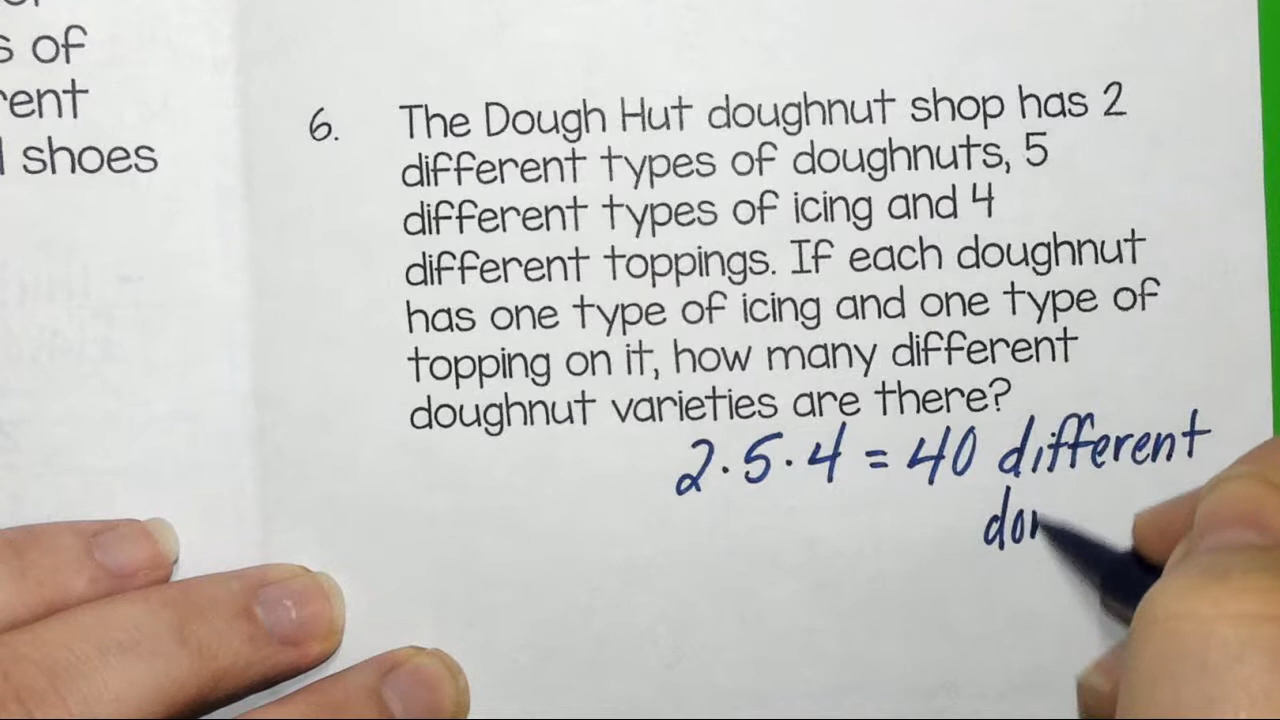 s of
rent
shoes
6. The Dough Hut doughnut shop has 2
different types of doughnuts, 5
different types of icing and 4
different toppings. If each doughnut
has one type of icing and one type of
topping on it, how many different
doughnut varieties are there?
2·5·4 = 40 different